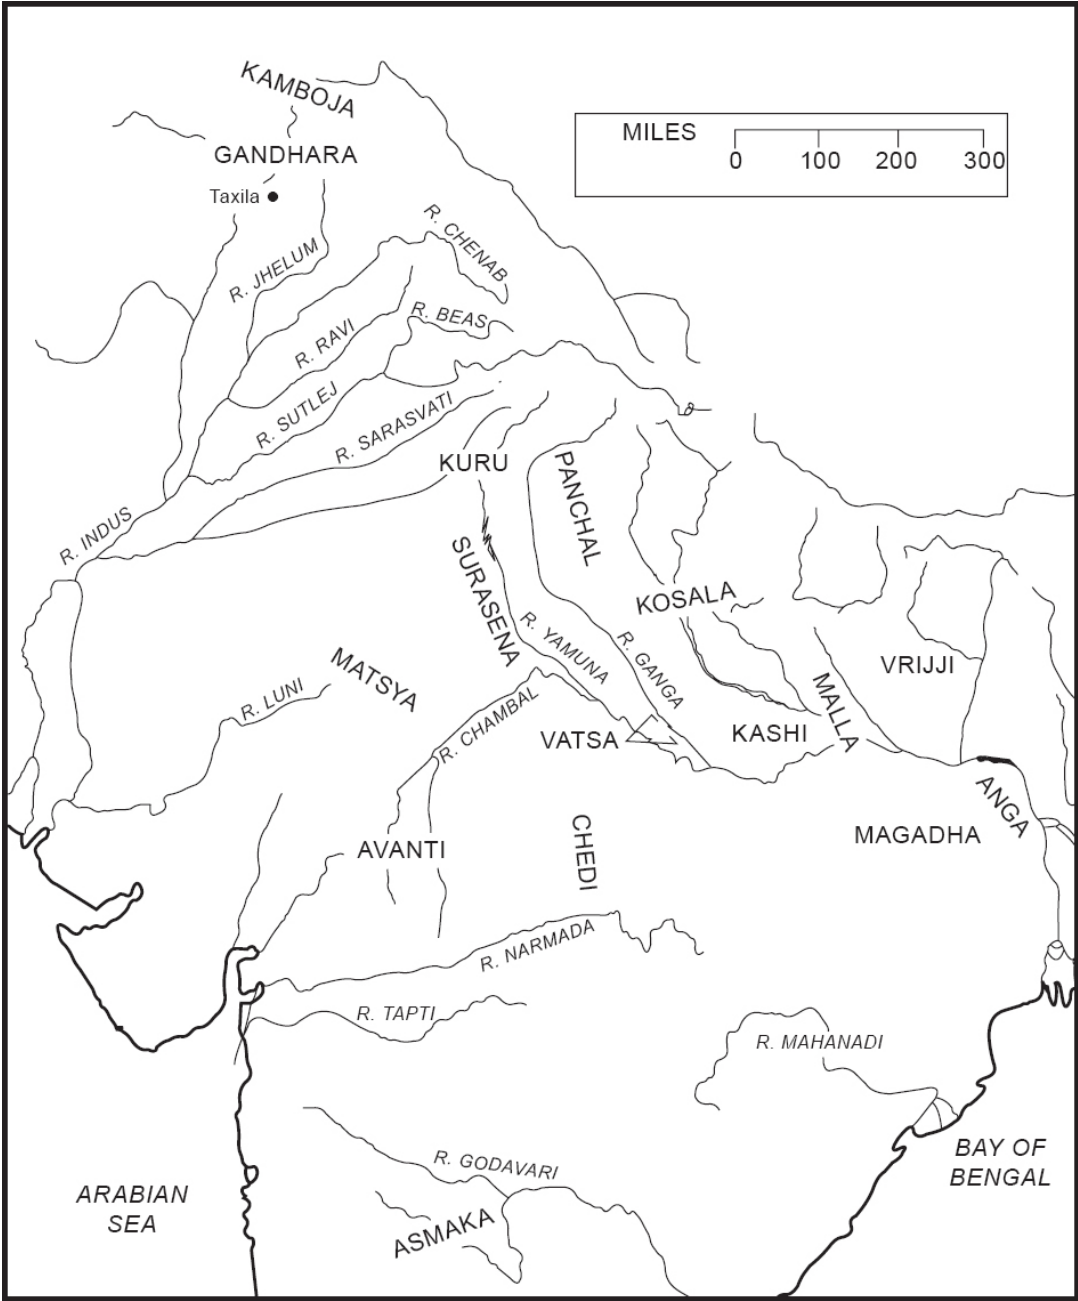 KAMBOJA
MILES
0 100 200 300
GANDHARA
Taxila
R. CHENAB
R. JHELUM
R. BEAS
R. RAVI
R. SUTLEJ
R. SARASVATI
KURU
PANCHAL
R. INDUS
SURASENA
KOSALA
R. YAMUNA
R. GANGA
MATSYA
VRIJJI
R. LUNI
MALLA
R. CHAMBAL
VATSA
KASHI
ANGA
MAGADHA
AVANTI
CHEDI
R. NARMADA
R. TAPTI
R. MAHANADI
BAY OF
BENGAL
R. GODAVARI
ARABIAN
SEA
ASMAKA